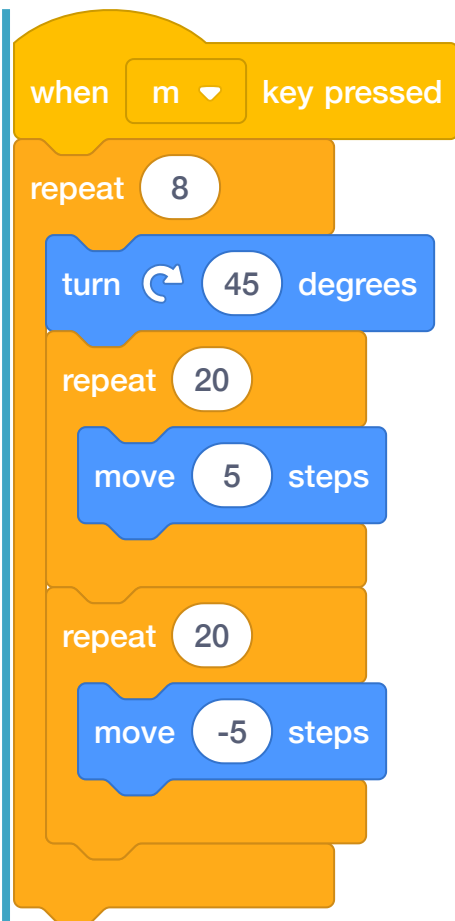 when m key pressed
repeat 8
turn 45 degrees
repeat 20
move 5 steps
repeat 20
move -5 steps